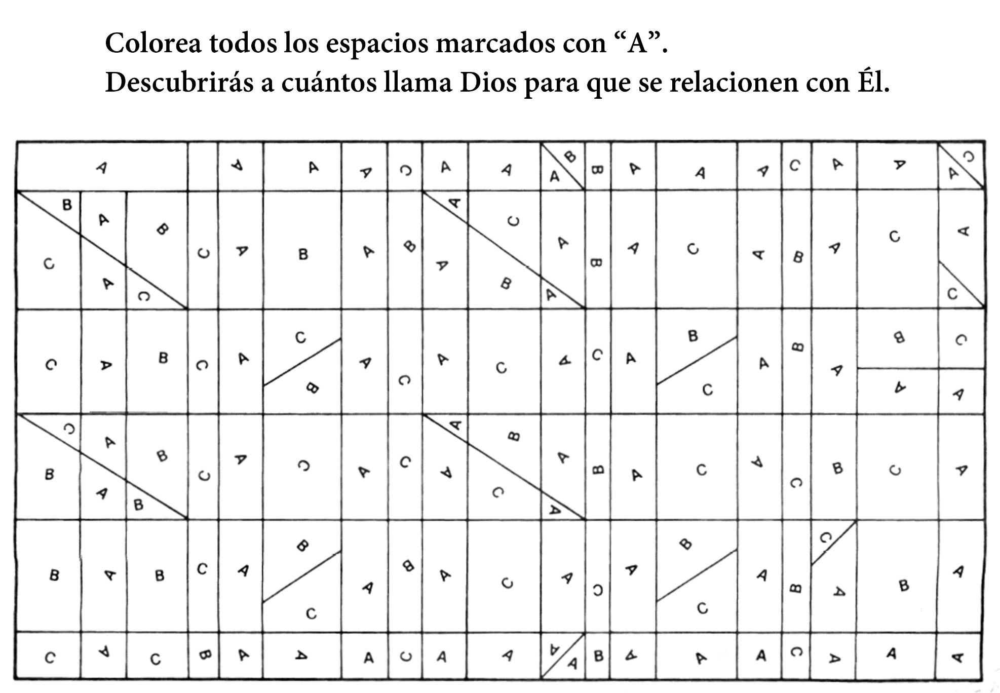 Colorea todos los espacios marcados con “A”.
Descubrirás a cuántos llama Dios para que se relacionen con Él.
A A A A C A A B A B A A A C A A C A
B A B C A B A B A C A B A C A B A C A
C A C A B A C
C A B C A C A C A C A C A B A B A B C
B C A A
C A B C A C A C A A B A B A C A C B C A
B A B C A
B A B C A B A B A C A C A B A B C B A
C C A
C A C B A A A C A A A A B A A A C A A A